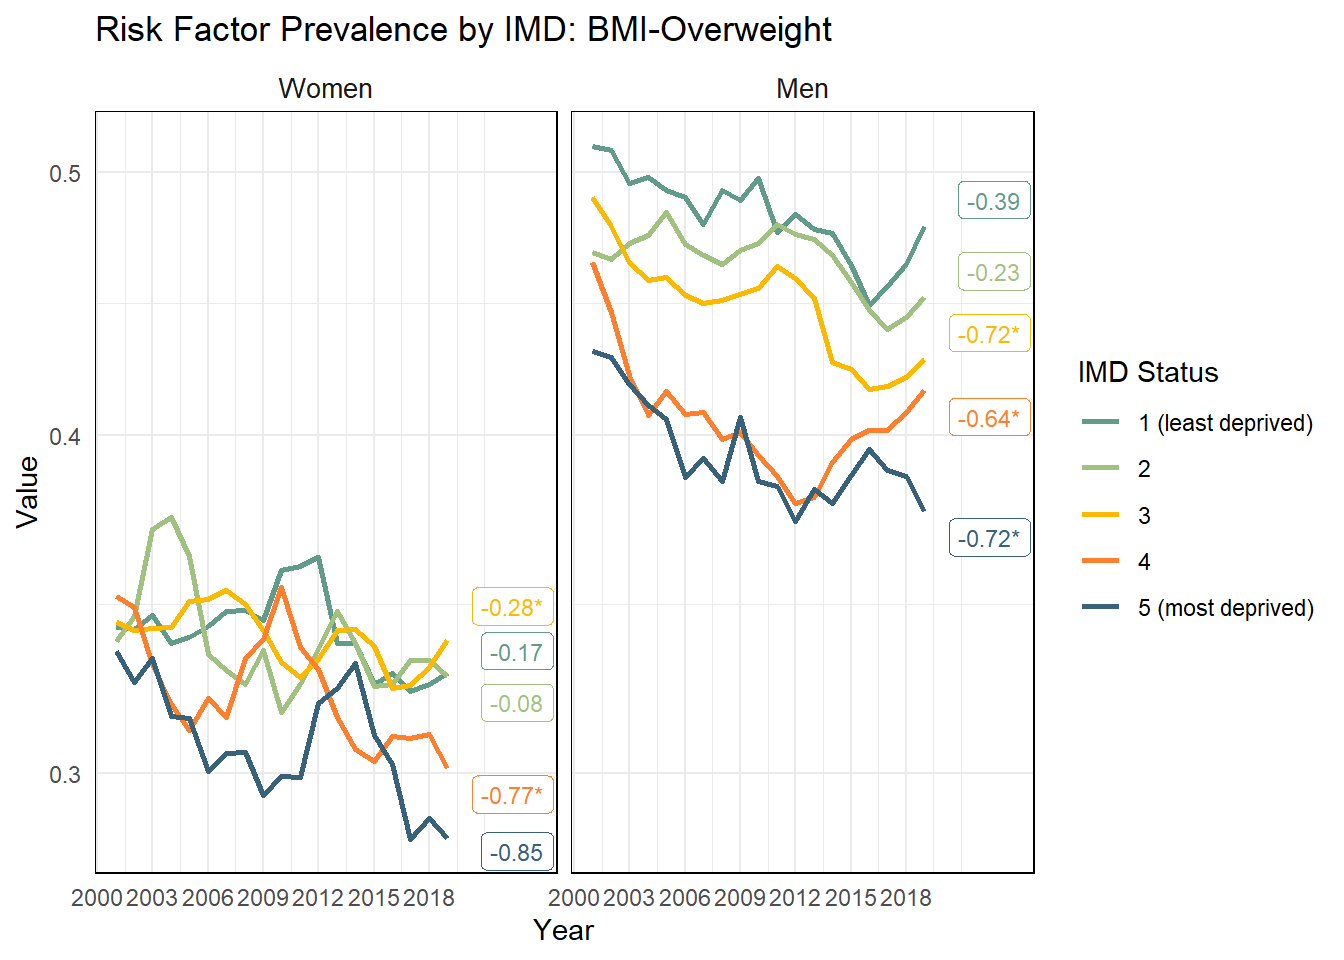 Risk Factor Prevalence by IMD: BMI-Overweight
Women
Men
0.5
0.4
0.3
Value
-0.28*
-0.17
-0.08
-0.77*
-0.85
-0.39
-0.23
-0.72*
-0.64*
-0.72*
2000 2003 2006 2009 2012 2015 2018
2000 2003 2006 2009 2012 2015 2018
Year
IMD Status
1 (least deprived)
2
3
4
5 (most deprived)